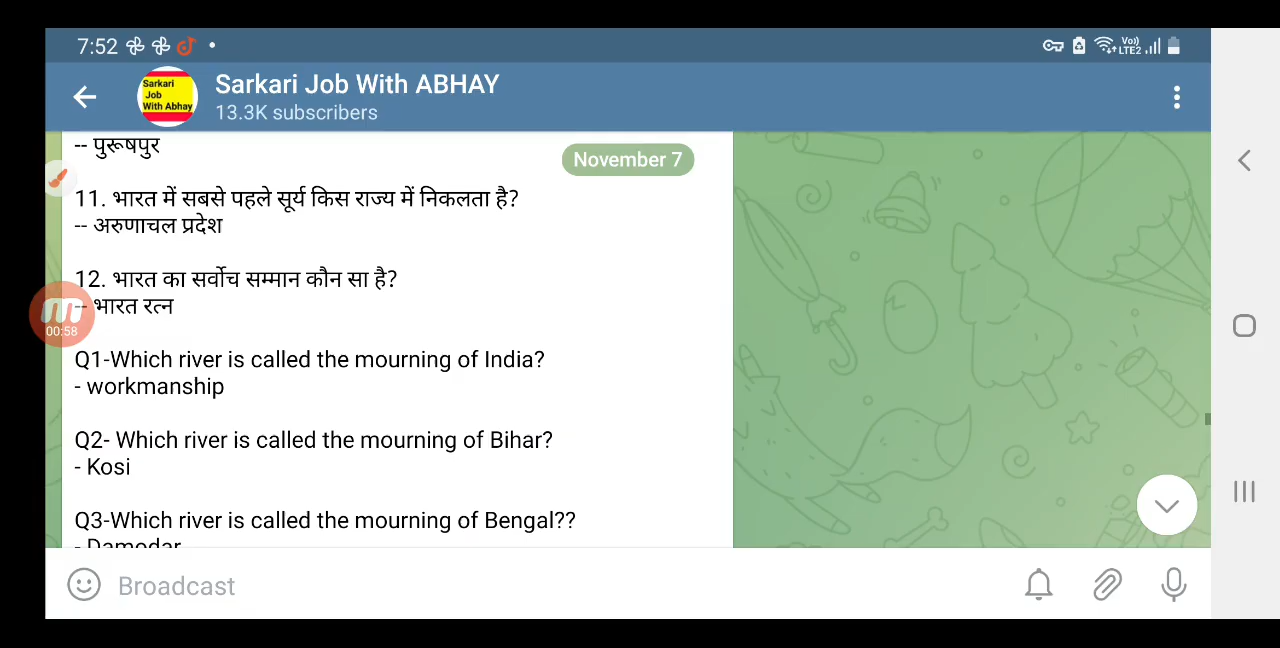 7:52
Vo)) LTE2
Sarkari Job With Abhay
Sarkari Job With ABHAY
13.3K subscribers
-- पुरूषपुर
November 7
11. भारत में सबसे पहले सूर्य किस राज्य में निकलता है?
-- अरुणाचल प्रदेश
12. भारत का सर्वोच सम्मान कौन सा है?
-- भारत रत्न
00:58
Q1-Which river is called the mourning of India?
- workmanship
Q2- Which river is called the mourning of Bihar?
- Kosi
Q3-Which river is called the mourning of Bengal??
- Damodar
Broadcast